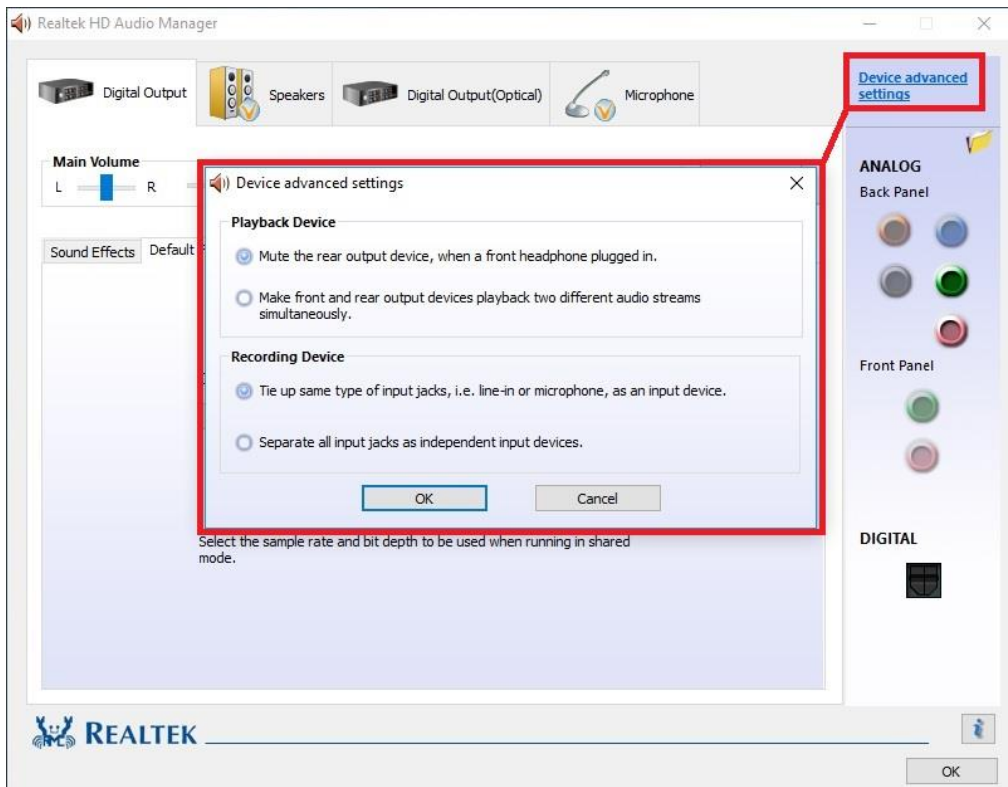 Realtek HD Audio Manager
Digital Output
Speakers
Digital Output(Optical)
Microphone
Device advanced
settings
Main Volume
L
R
Device advanced settings
Playback Device
Mute the rear output device, when a front headphone plugged in.
Make front and rear output devices playback two different audio streams
simultaneously.
Recording Device
Tie up same type of input jacks, i.e. line-in or microphone, as an input device.
Separate all input jacks as independent input devices.
OK
Cancel
Sound Effects
Default
Select the sample rate and bit depth to be used when running in shared
mode.
ANALOG
Back Panel
Front Panel
DIGITAL
REALTEK
i
OK